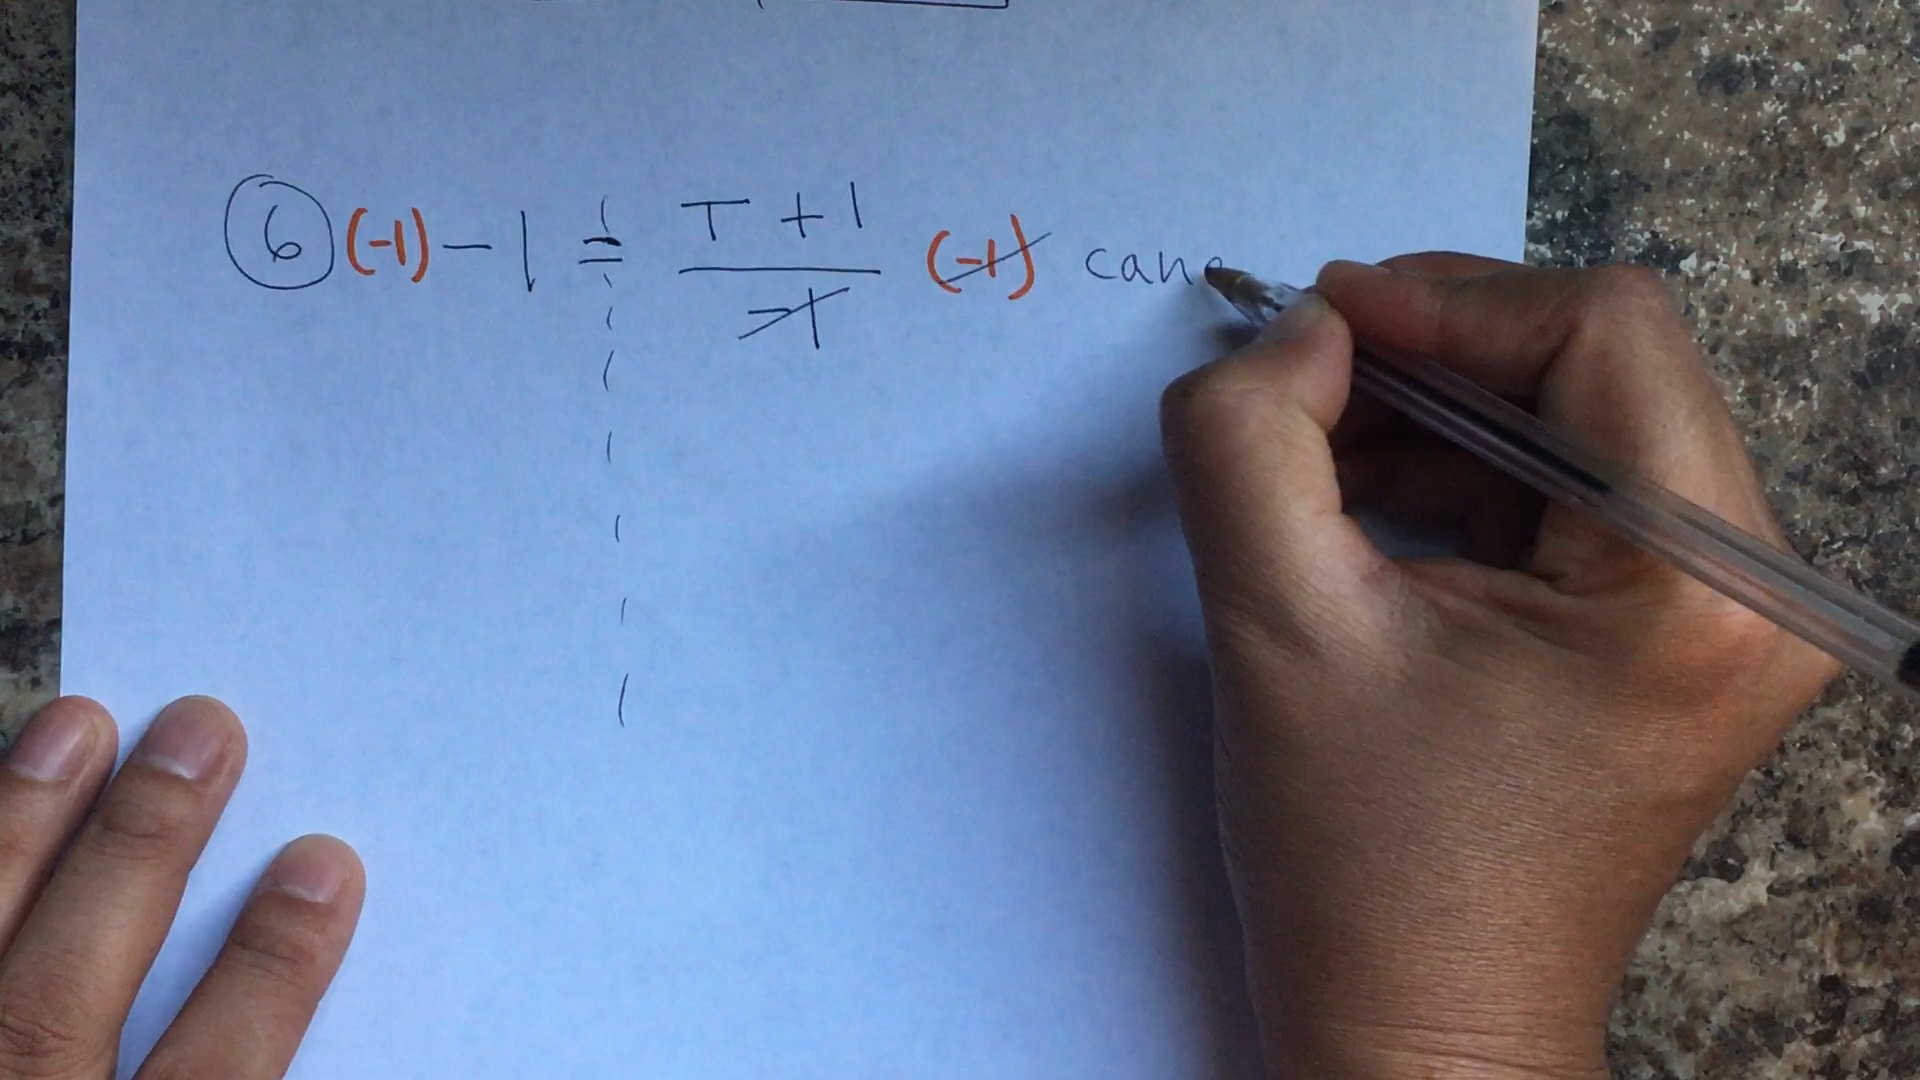 6 (-1) - 1 = T + 1 / -1 (-1) canc